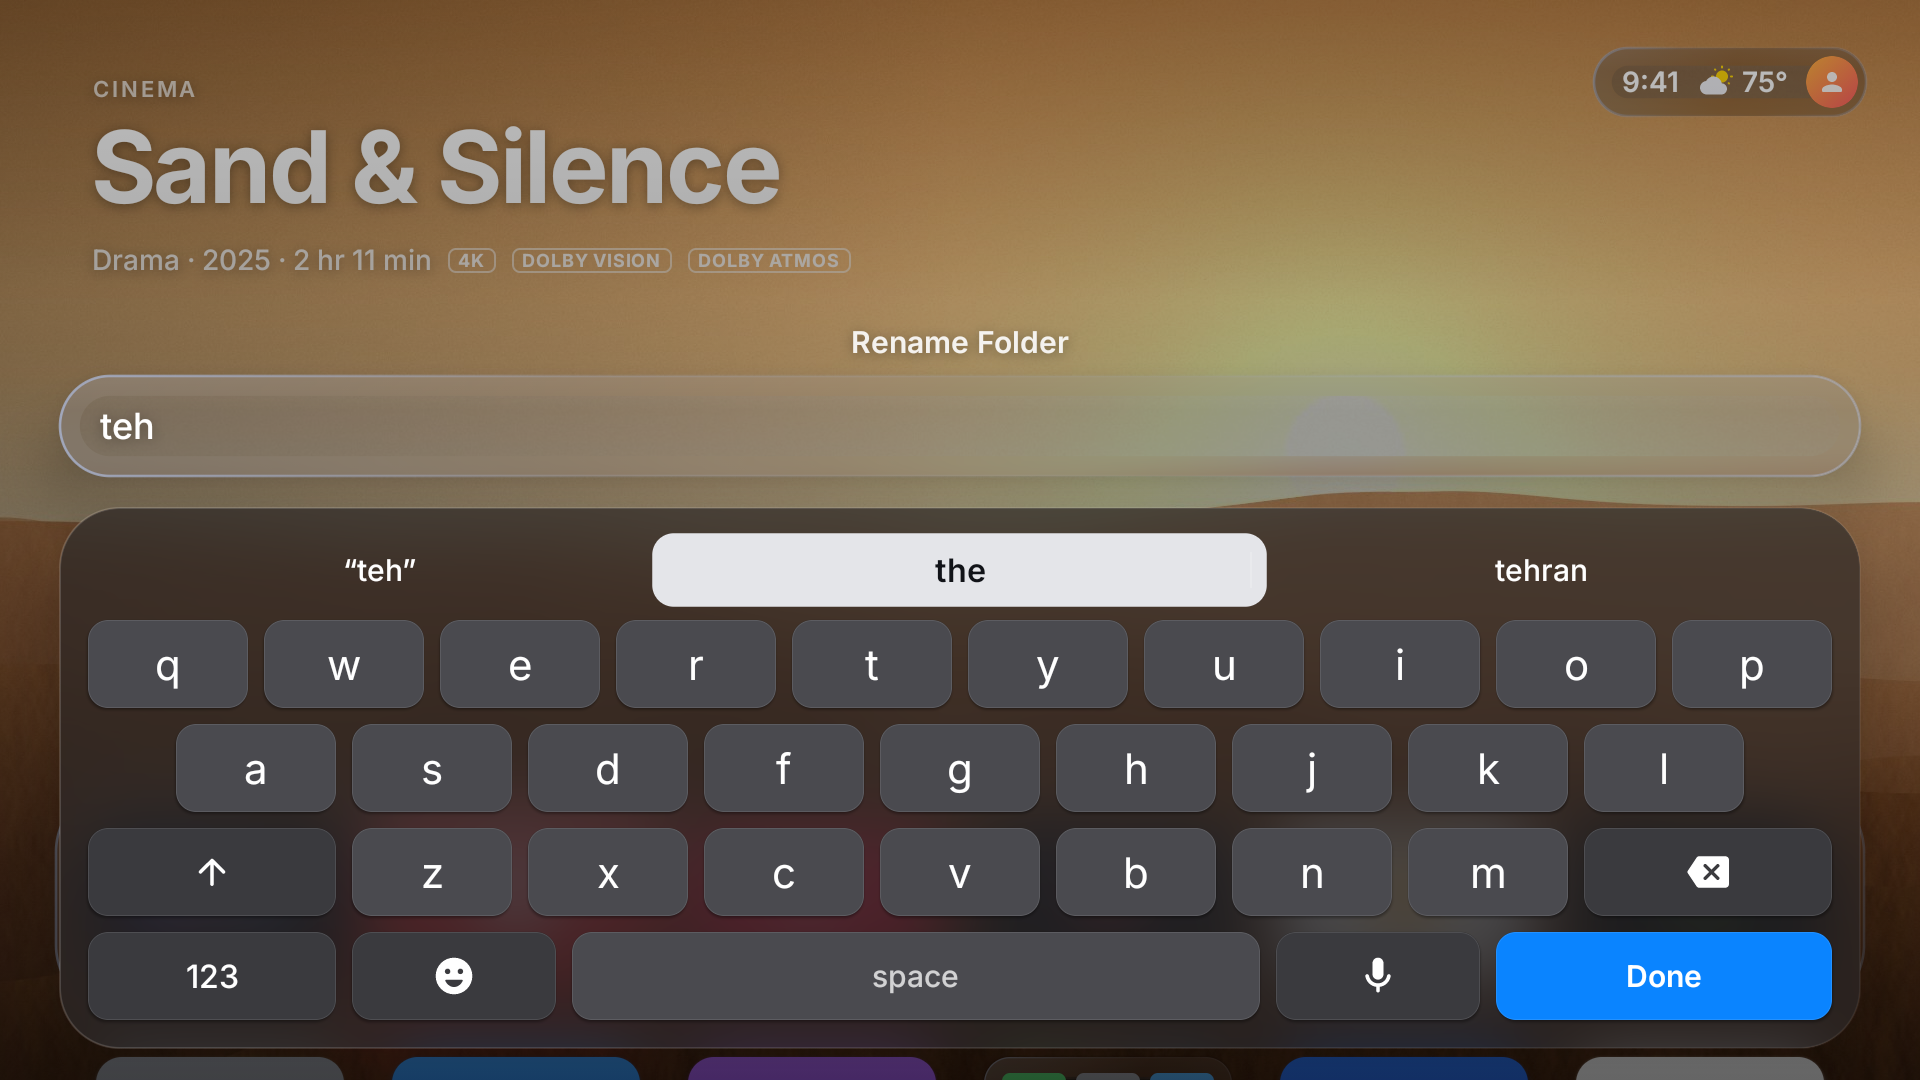 CINEMA
9:41 75°
Sand & Silence
Drama · 2025 · 2 hr 11 min 4K DOLBY VISION DOLBY ATMOS
Rename Folder
teh
“teh” the tehran
q w e r t y u i o p
a s d f g h j k l
z x c v b n m
123 space Done